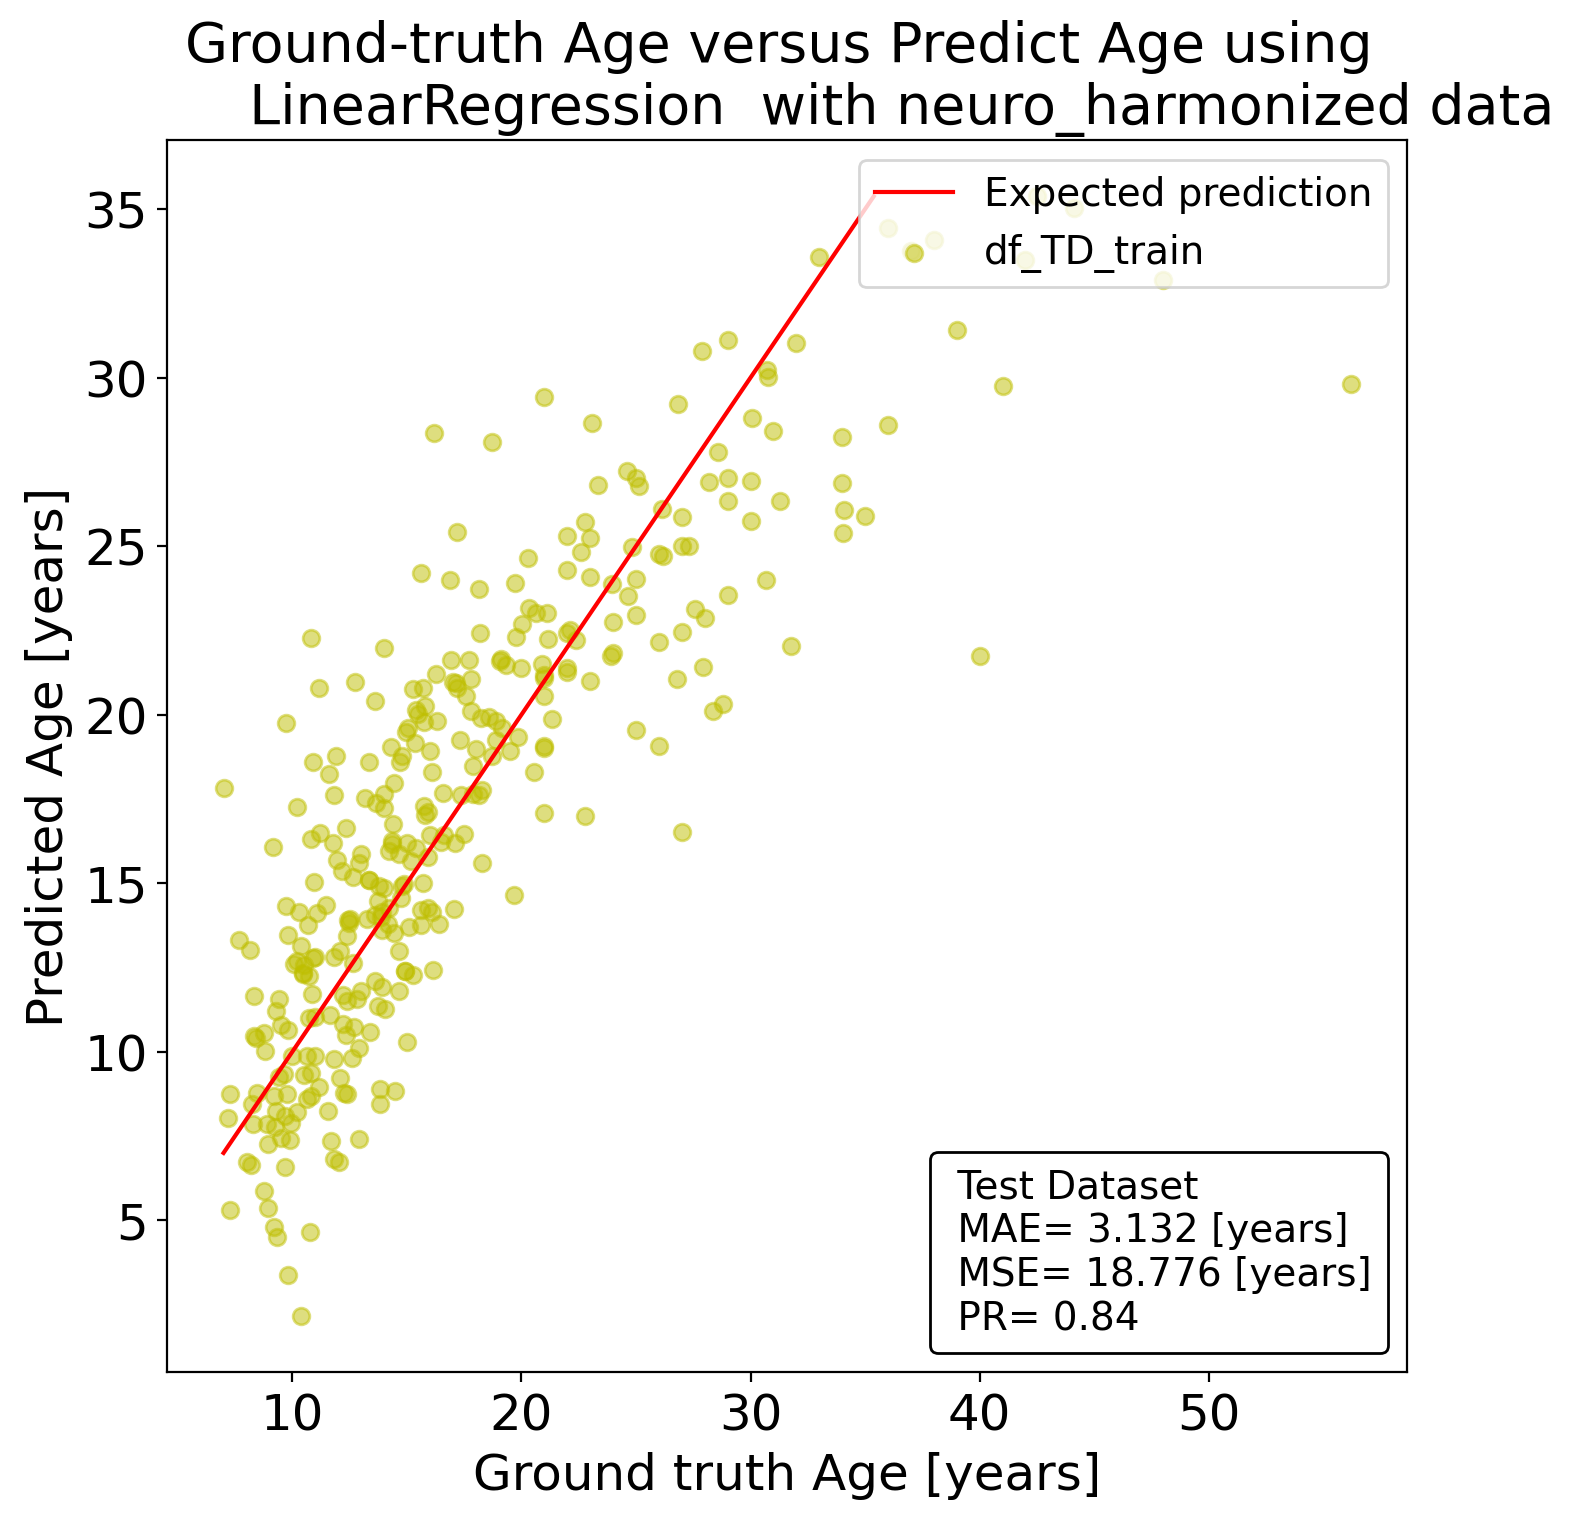 Ground-truth Age versus Predict Age using
LinearRegression  with neuro_harmonized data
Expected prediction
df_TD_train
35
30
25
20
15
10
5
Predicted Age [years]
Test Dataset
MAE= 3.132 [years]
MSE= 18.776 [years]
PR= 0.84
10 20 30 40 50
Ground truth Age [years]